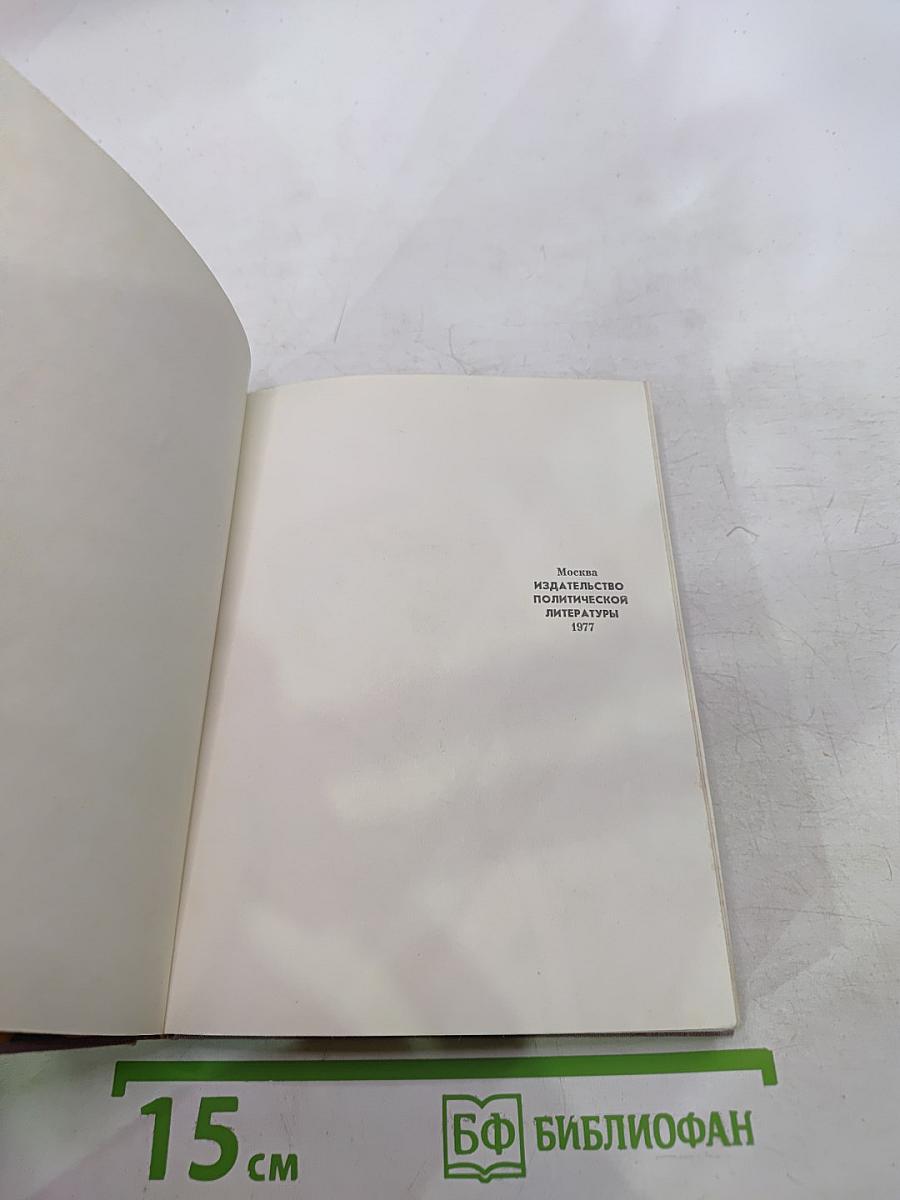 Москва
ИЗДАТЕЛЬСТВО
ПОЛИТИЧЕСКОЙ
ЛИТЕРАТУРЫ
1977
15 см
БФ БИБЛИОФАН